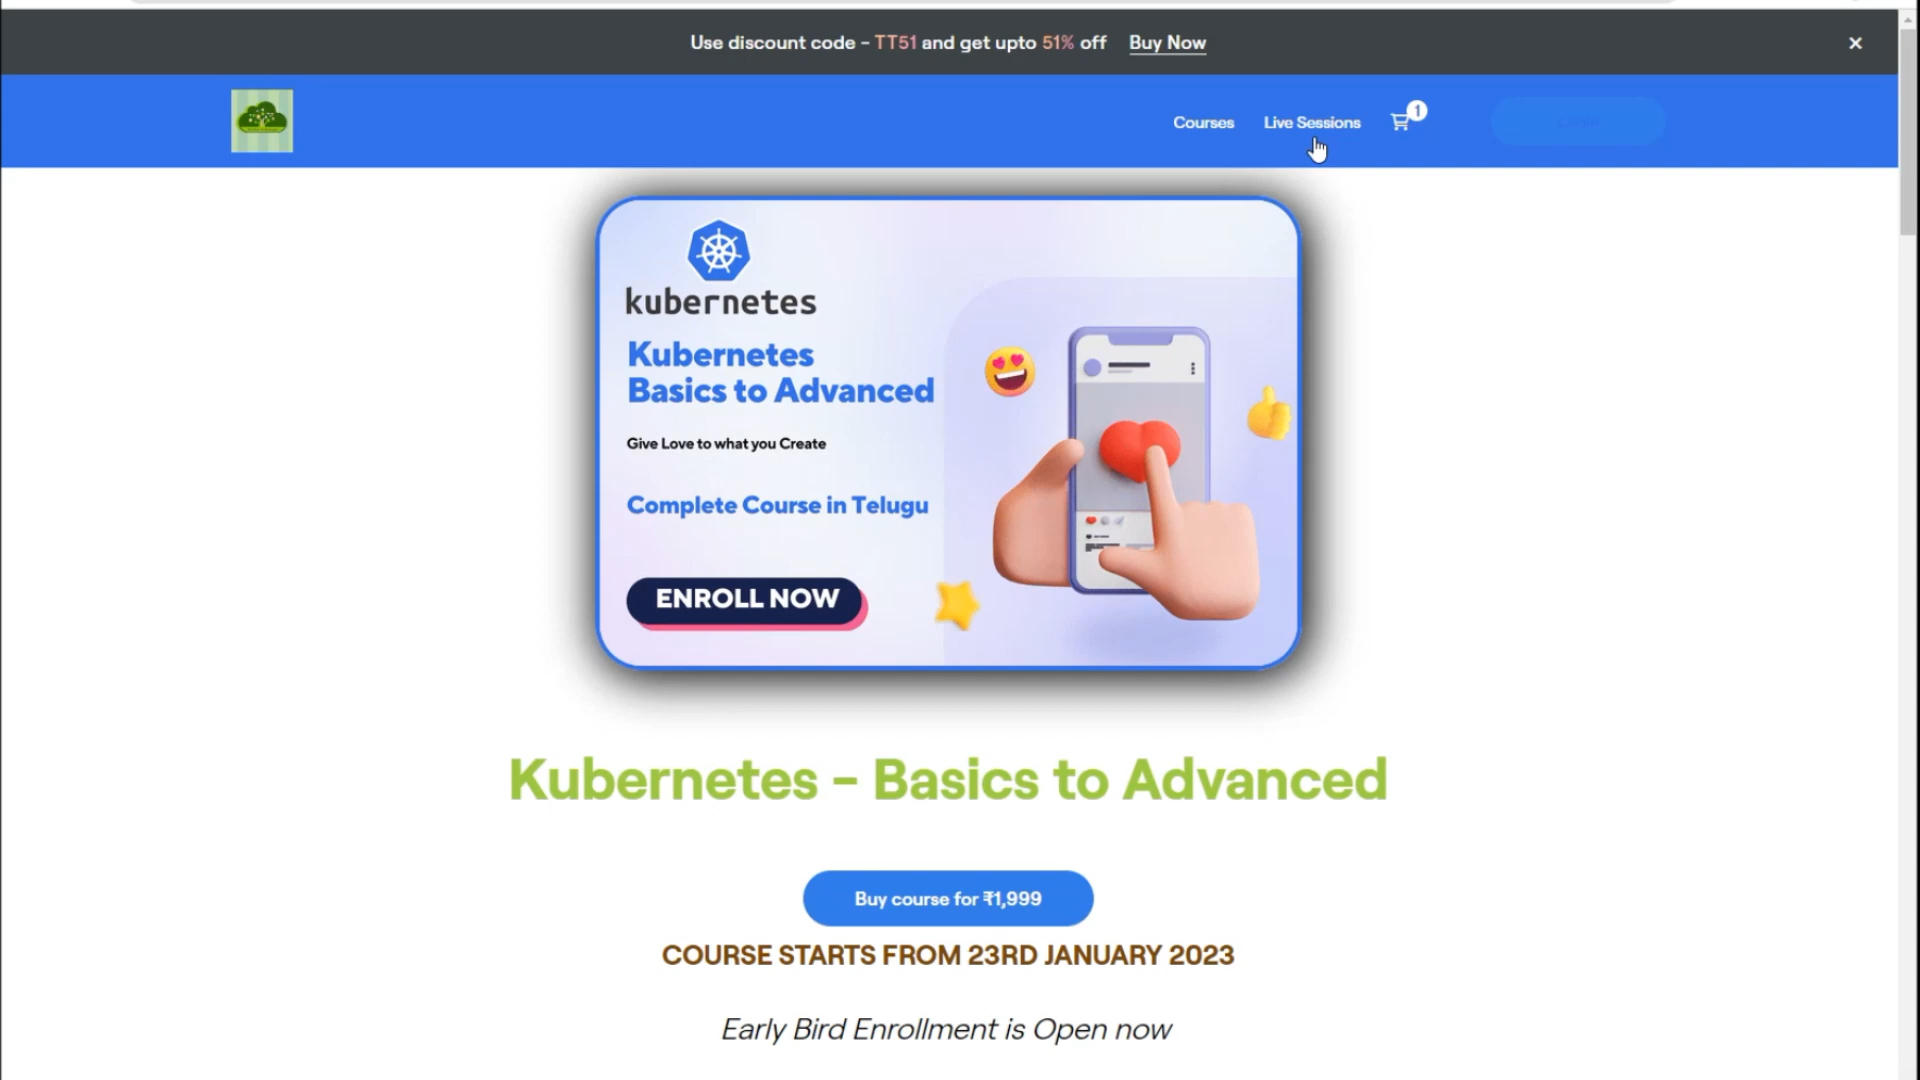 Use discount code - TT51 and get upto 51% off Buy Now
Courses Live Sessions 1
kubernetes
Kubernetes
Basics to Advanced
Give Love to what you Create
Complete Course in Telugu
ENROLL NOW
Kubernetes - Basics to Advanced
Buy course for ₹1,999
COURSE STARTS FROM 23RD JANUARY 2023
Early Bird Enrollment is Open now